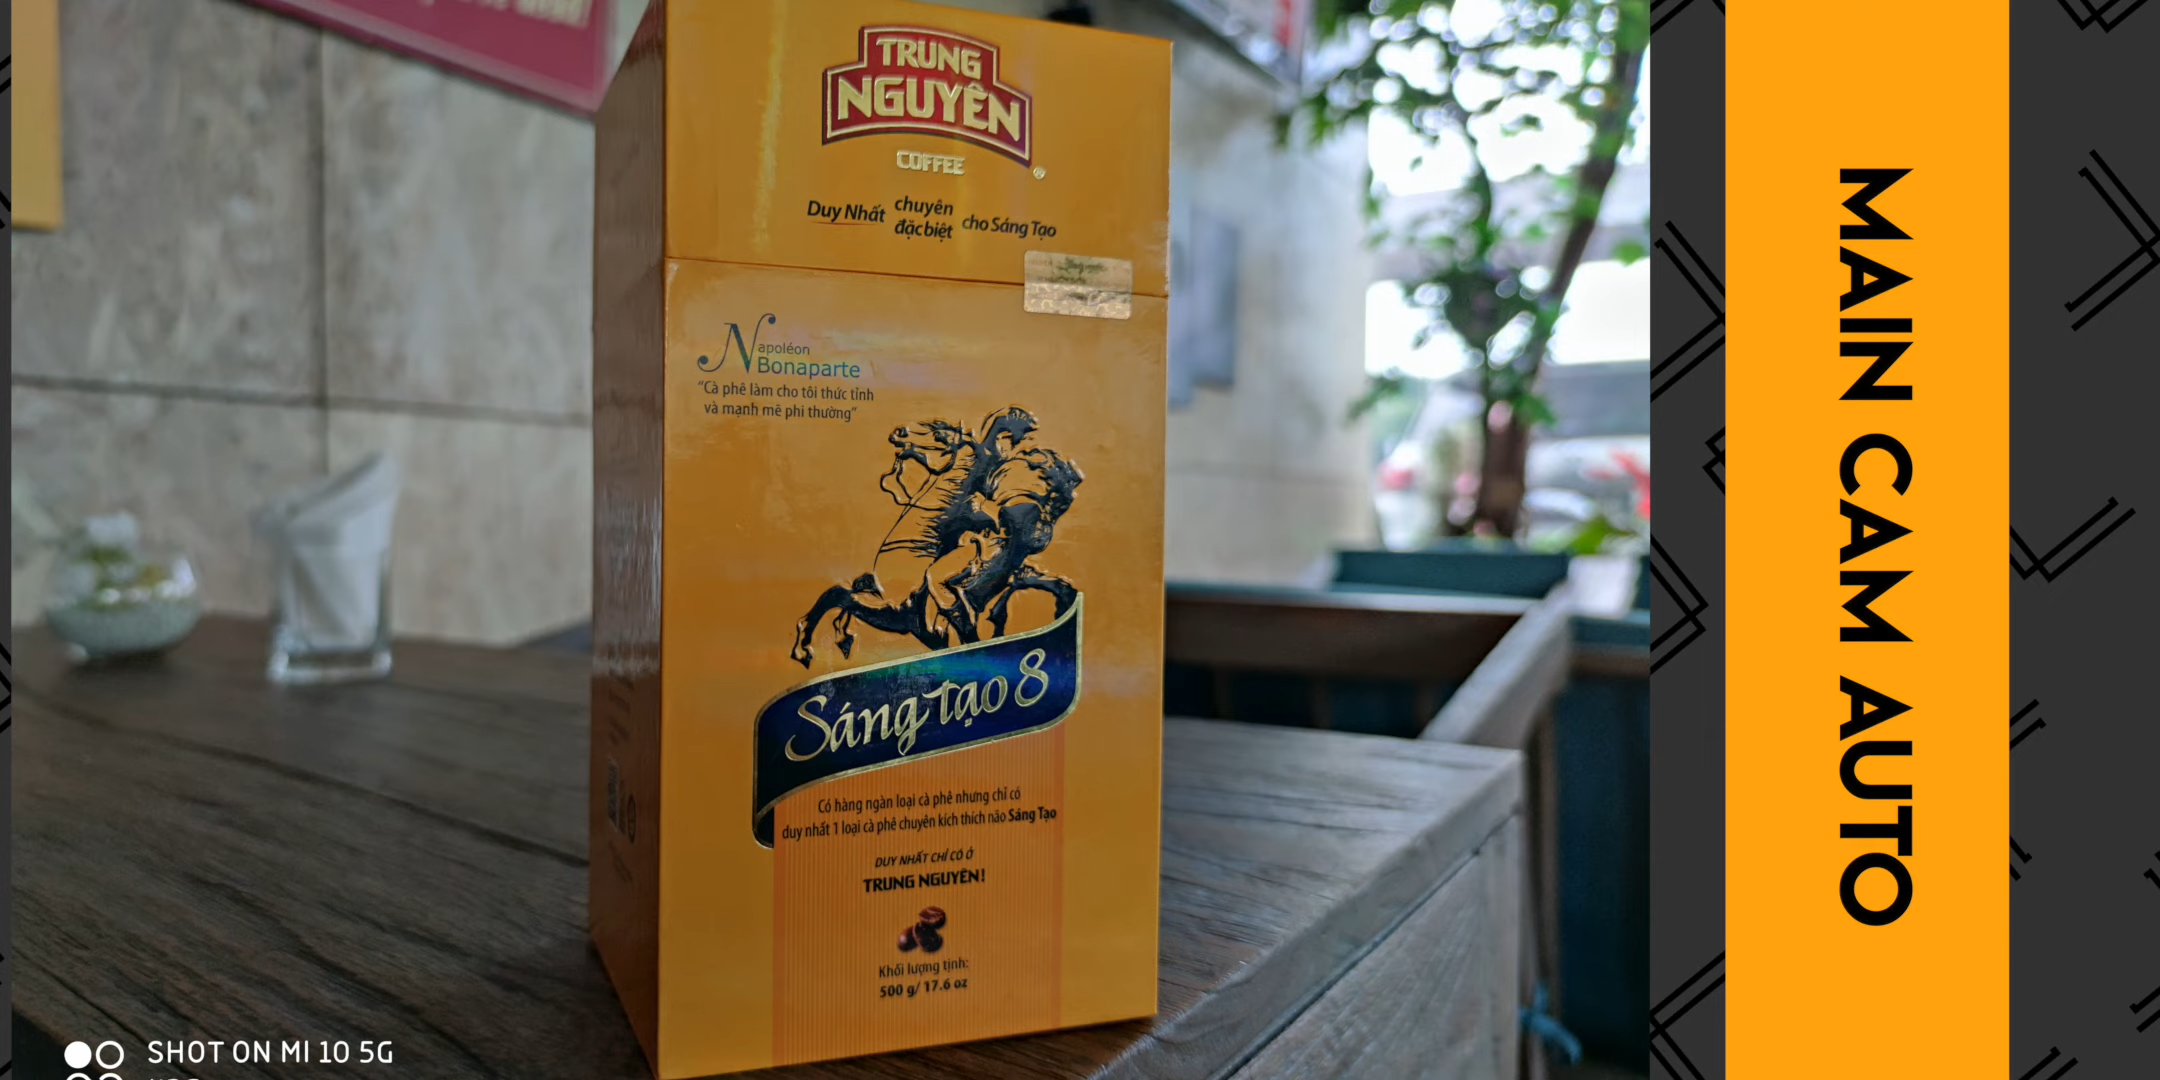 TRUNG
NGUYÊN
COFFEE
®
Duy Nhất chuyên đặc biệt cho Sáng Tạo
Napoléon
Bonaparte
“Cà phê làm cho tôi thức tỉnh
và mạnh mẽ phi thường”
Sáng tạo 8
Có hàng ngàn loại cà phê nhưng chỉ có
duy nhất 1 loại cà phê chuyên kích thích não Sáng Tạo
DUY NHẤT CHỈ CÓ Ở
TRUNG NGUYÊN!
Khối lượng tịnh:
500 g/ 17.6 oz
SHOT ON MI 10 5G
MAIN CAM AUTO